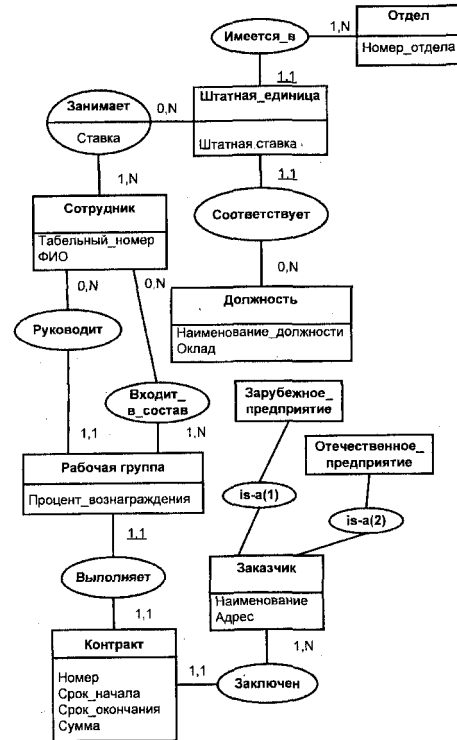 Отдел
Номер_отдела
1,N
Имеется_в
1,1
Штатная_единица
Штатная_ставка
0,N
Занимает
Ставка
1,N
Сотрудник
Табельный_номер
ФИО
1,1
Соответствует
0,N
Должность
Наименование_должности
Оклад
0,N
0,N
Руководит
Входит_
в_состав
1,1
1,N
Рабочая группа
Процент_вознаграждения
Зарубежное_
предприятие
Отечественное_
предприятие
is-a(1)
is-a(2)
1,1
Выполняет
1,1
Заказчик
Наименование
Адрес
1,N
Контракт
Номер
Срок_начала
Срок_окончания
Сумма
1,1
Заключен